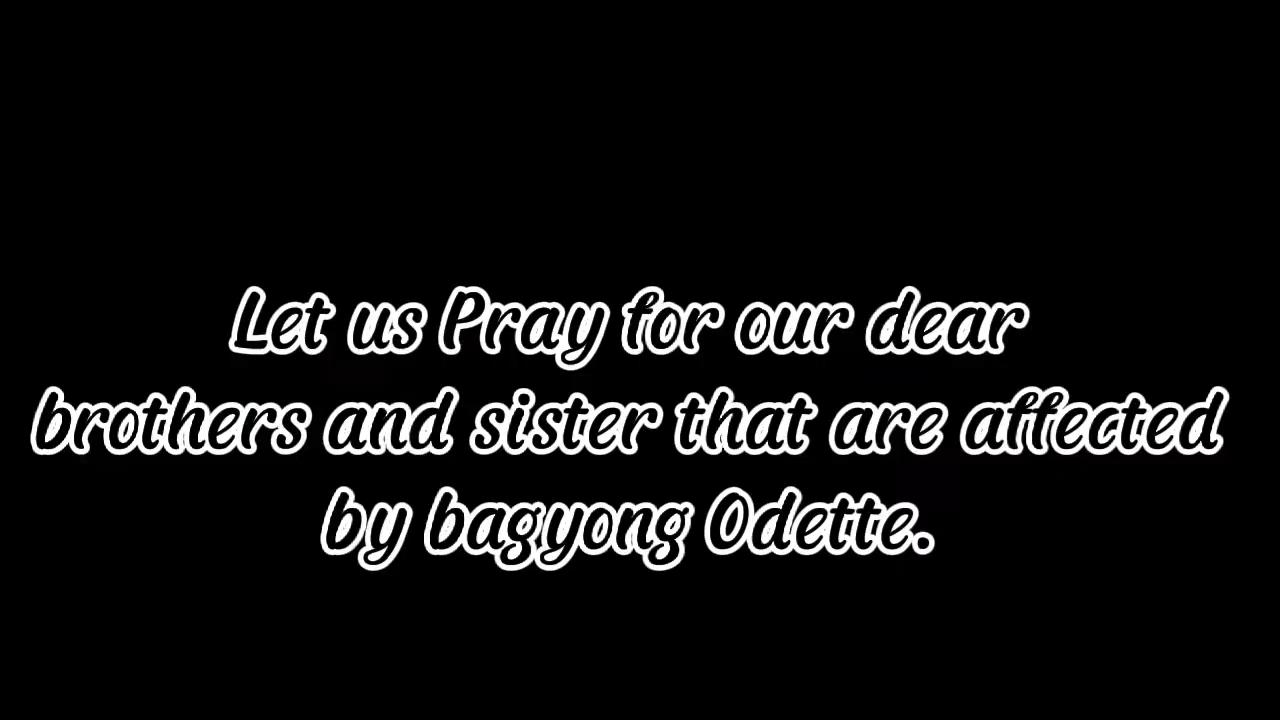 Let us Pray for our dear
brothers and sister that are affected
by bagyong Odette.